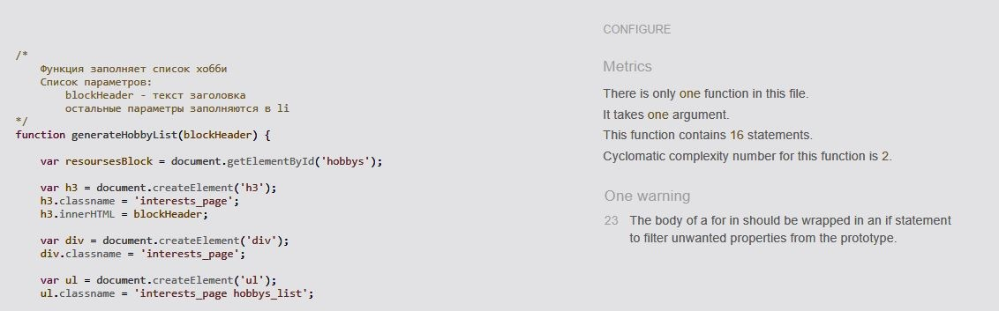 /*
    Функция заполняет список хобби
    Список параметров:
        blockHeader - текст заголовка
        остальные параметры заполняются в li
*/
function generateHobbyList(blockHeader) {
    var resoursesBlock = document.getElementById('hobbys');
    var h3 = document.createElement('h3');
    h3.classname = 'interests_page';
    h3.innerHTML = blockHeader;
    var div = document.createElement('div');
    div.classname = 'interests_page';
    var ul = document.createElement('ul');
    ul.classname = 'interests_page hobbys_list';
CONFIGURE
Metrics
There is only one function in this file.
It takes one argument.
This function contains 16 statements.
Cyclomatic complexity number for this function is 2.
One warning
23 The body of a for in should be wrapped in an if statement
to filter unwanted properties from the prototype.